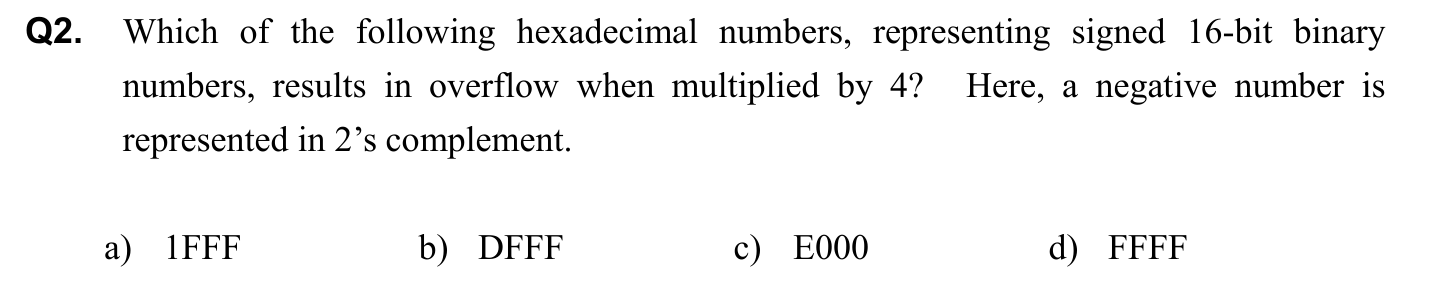 Q2. Which of the following hexadecimal numbers, representing signed 16-bit binary
numbers, results in overflow when multiplied by 4? Here, a negative number is
represented in 2’s complement.
a) 1FFF b) DFFF c) E000 d) FFFF